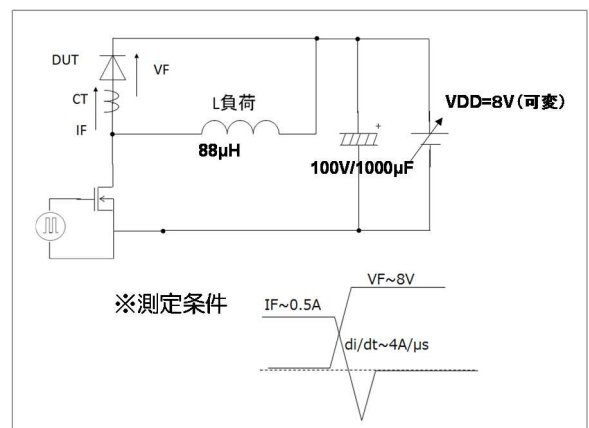 DUT
VF
CT
IF
L負荷
88μH
+
100V/1000μF
VDD=8V(可変)
※測定条件
VF~8V
IF~0.5A
di/dt~4A/μs